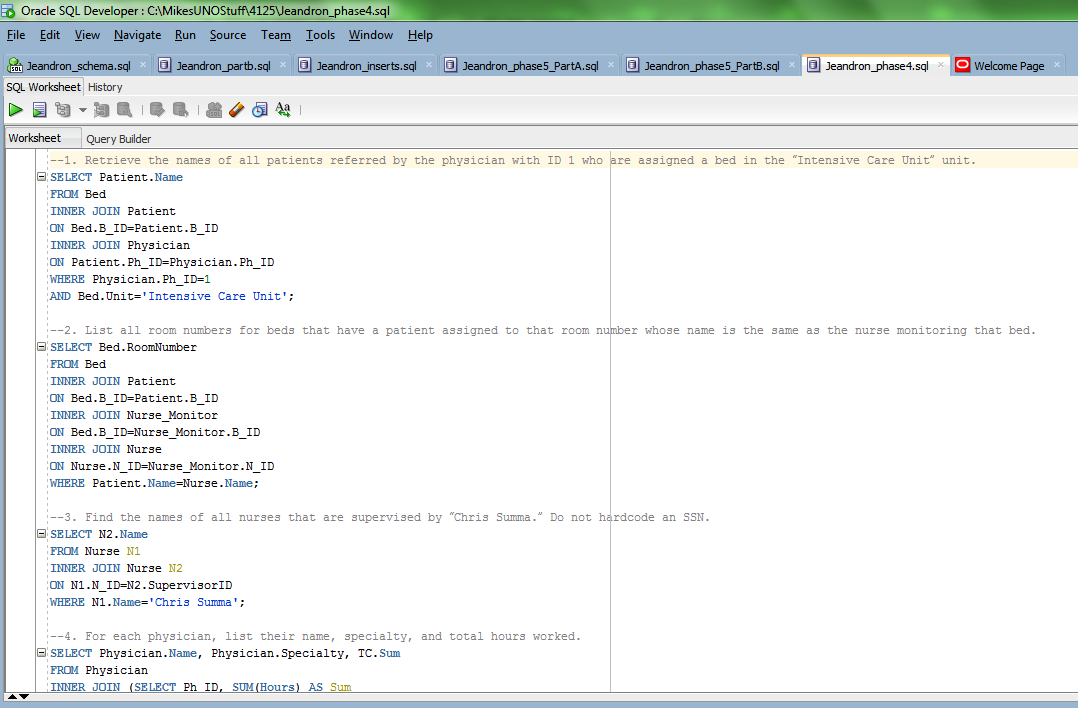 Oracle SQL Developer : C:\MikesUNOStuff\4125\Jeandron_phase4.sql
File Edit View Navigate Run Source Team Tools Window Help
Jeandron_schema.sql Jeandron_partb.sql Jeandron_inserts.sql Jeandron_phase5_PartA.sql Jeandron_phase5_PartB.sql Jeandron_phase4.sql Welcome Page
SQL Worksheet History
Aa
Worksheet Query Builder
--1. Retrieve the names of all patients referred by the physician with ID 1 who are assigned a bed in the "Intensive Care Unit" unit.
SELECT Patient.Name
FROM Bed
INNER JOIN Patient
ON Bed.B_ID=Patient.B_ID
INNER JOIN Physician
ON Patient.Ph_ID=Physician.Ph_ID
WHERE Physician.Ph_ID=1
AND Bed.Unit='Intensive Care Unit';
--2. List all room numbers for beds that have a patient assigned to that room number whose name is the same as the nurse monitoring that bed.
SELECT Bed.RoomNumber
FROM Bed
INNER JOIN Patient
ON Bed.B_ID=Patient.B_ID
INNER JOIN Nurse_Monitor
ON Bed.B_ID=Nurse_Monitor.B_ID
INNER JOIN Nurse
ON Nurse.N_ID=Nurse_Monitor.N_ID
WHERE Patient.Name=Nurse.Name;
--3. Find the names of all nurses that are supervised by "Chris Summa." Do not hardcode an SSN.
SELECT N2.Name
FROM Nurse N1
INNER JOIN Nurse N2
ON N1.N_ID=N2.SupervisorID
WHERE N1.Name='Chris Summa';
--4. For each physician, list their name, specialty, and total hours worked.
SELECT Physician.Name, Physician.Specialty, TC.Sum
FROM Physician
INNER JOIN (SELECT Ph_ID, SUM(Hours) AS Sum